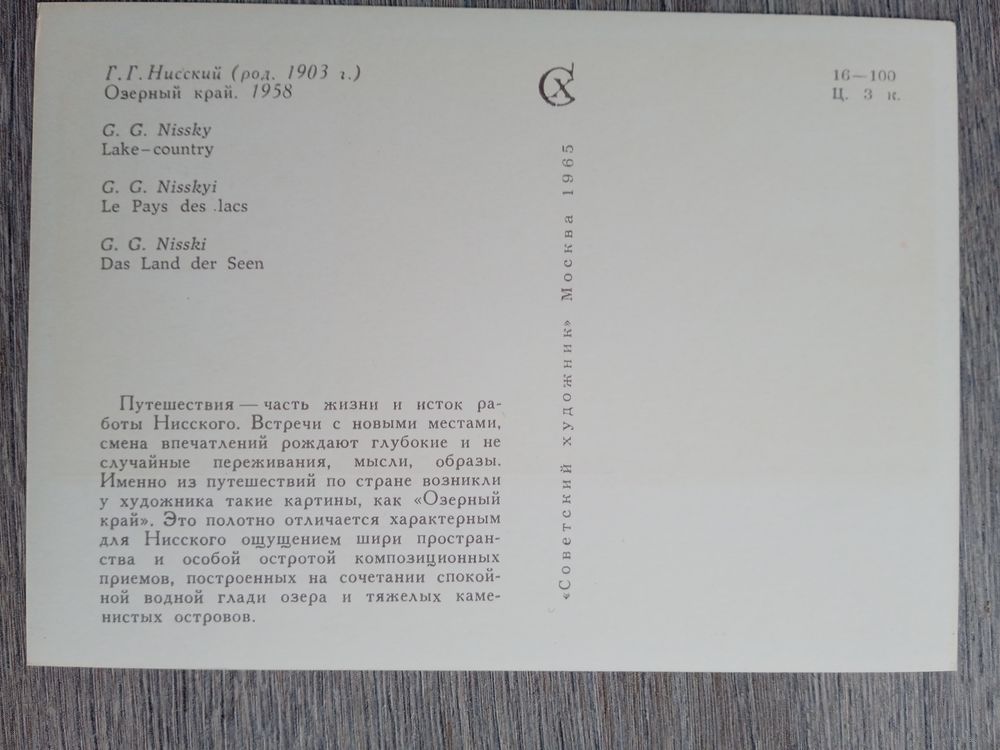 Г. Г. Нисский (род. 1903 г.)
Озерный край. 1958
G. G. Nissky
Lake-country
G. G. Nisskyi
Le Pays des lacs
G. G. Nisski
Das Land der Seen
Путешествия — часть жизни и исток ра-
боты Нисского. Встречи с новыми местами,
смена впечатлений рождают глубокие и не
случайные переживания, мысли, образы.
Именно из путешествий по стране возникли
у художника такие картины, как «Озерный
край». Это полотно отличается характерным
для Нисского ощущением шири простран-
ства и особой остротой композиционных
приемов, построенных на сочетании спокой-
ной водной глади озера и тяжелых каме-
нистых островов.
«Советский художник» Москва 1965
СХ
16—100
Ц. 3 к.